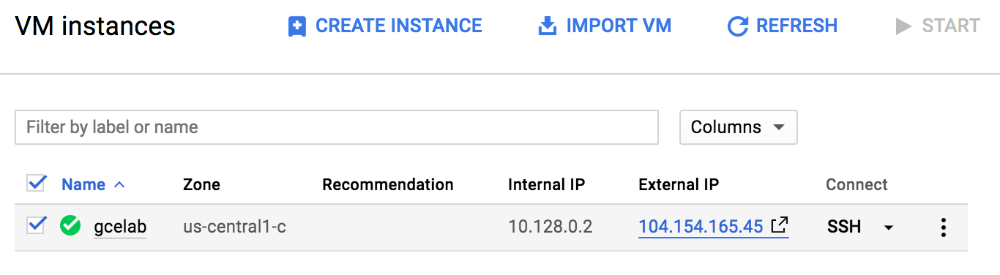 VM instances CREATE INSTANCE IMPORT VM REFRESH START
Filter by label or name Columns
Name Zone Recommendation Internal IP External IP Connect
gcelab us-central1-c 10.128.0.2 104.154.165.45 SSH